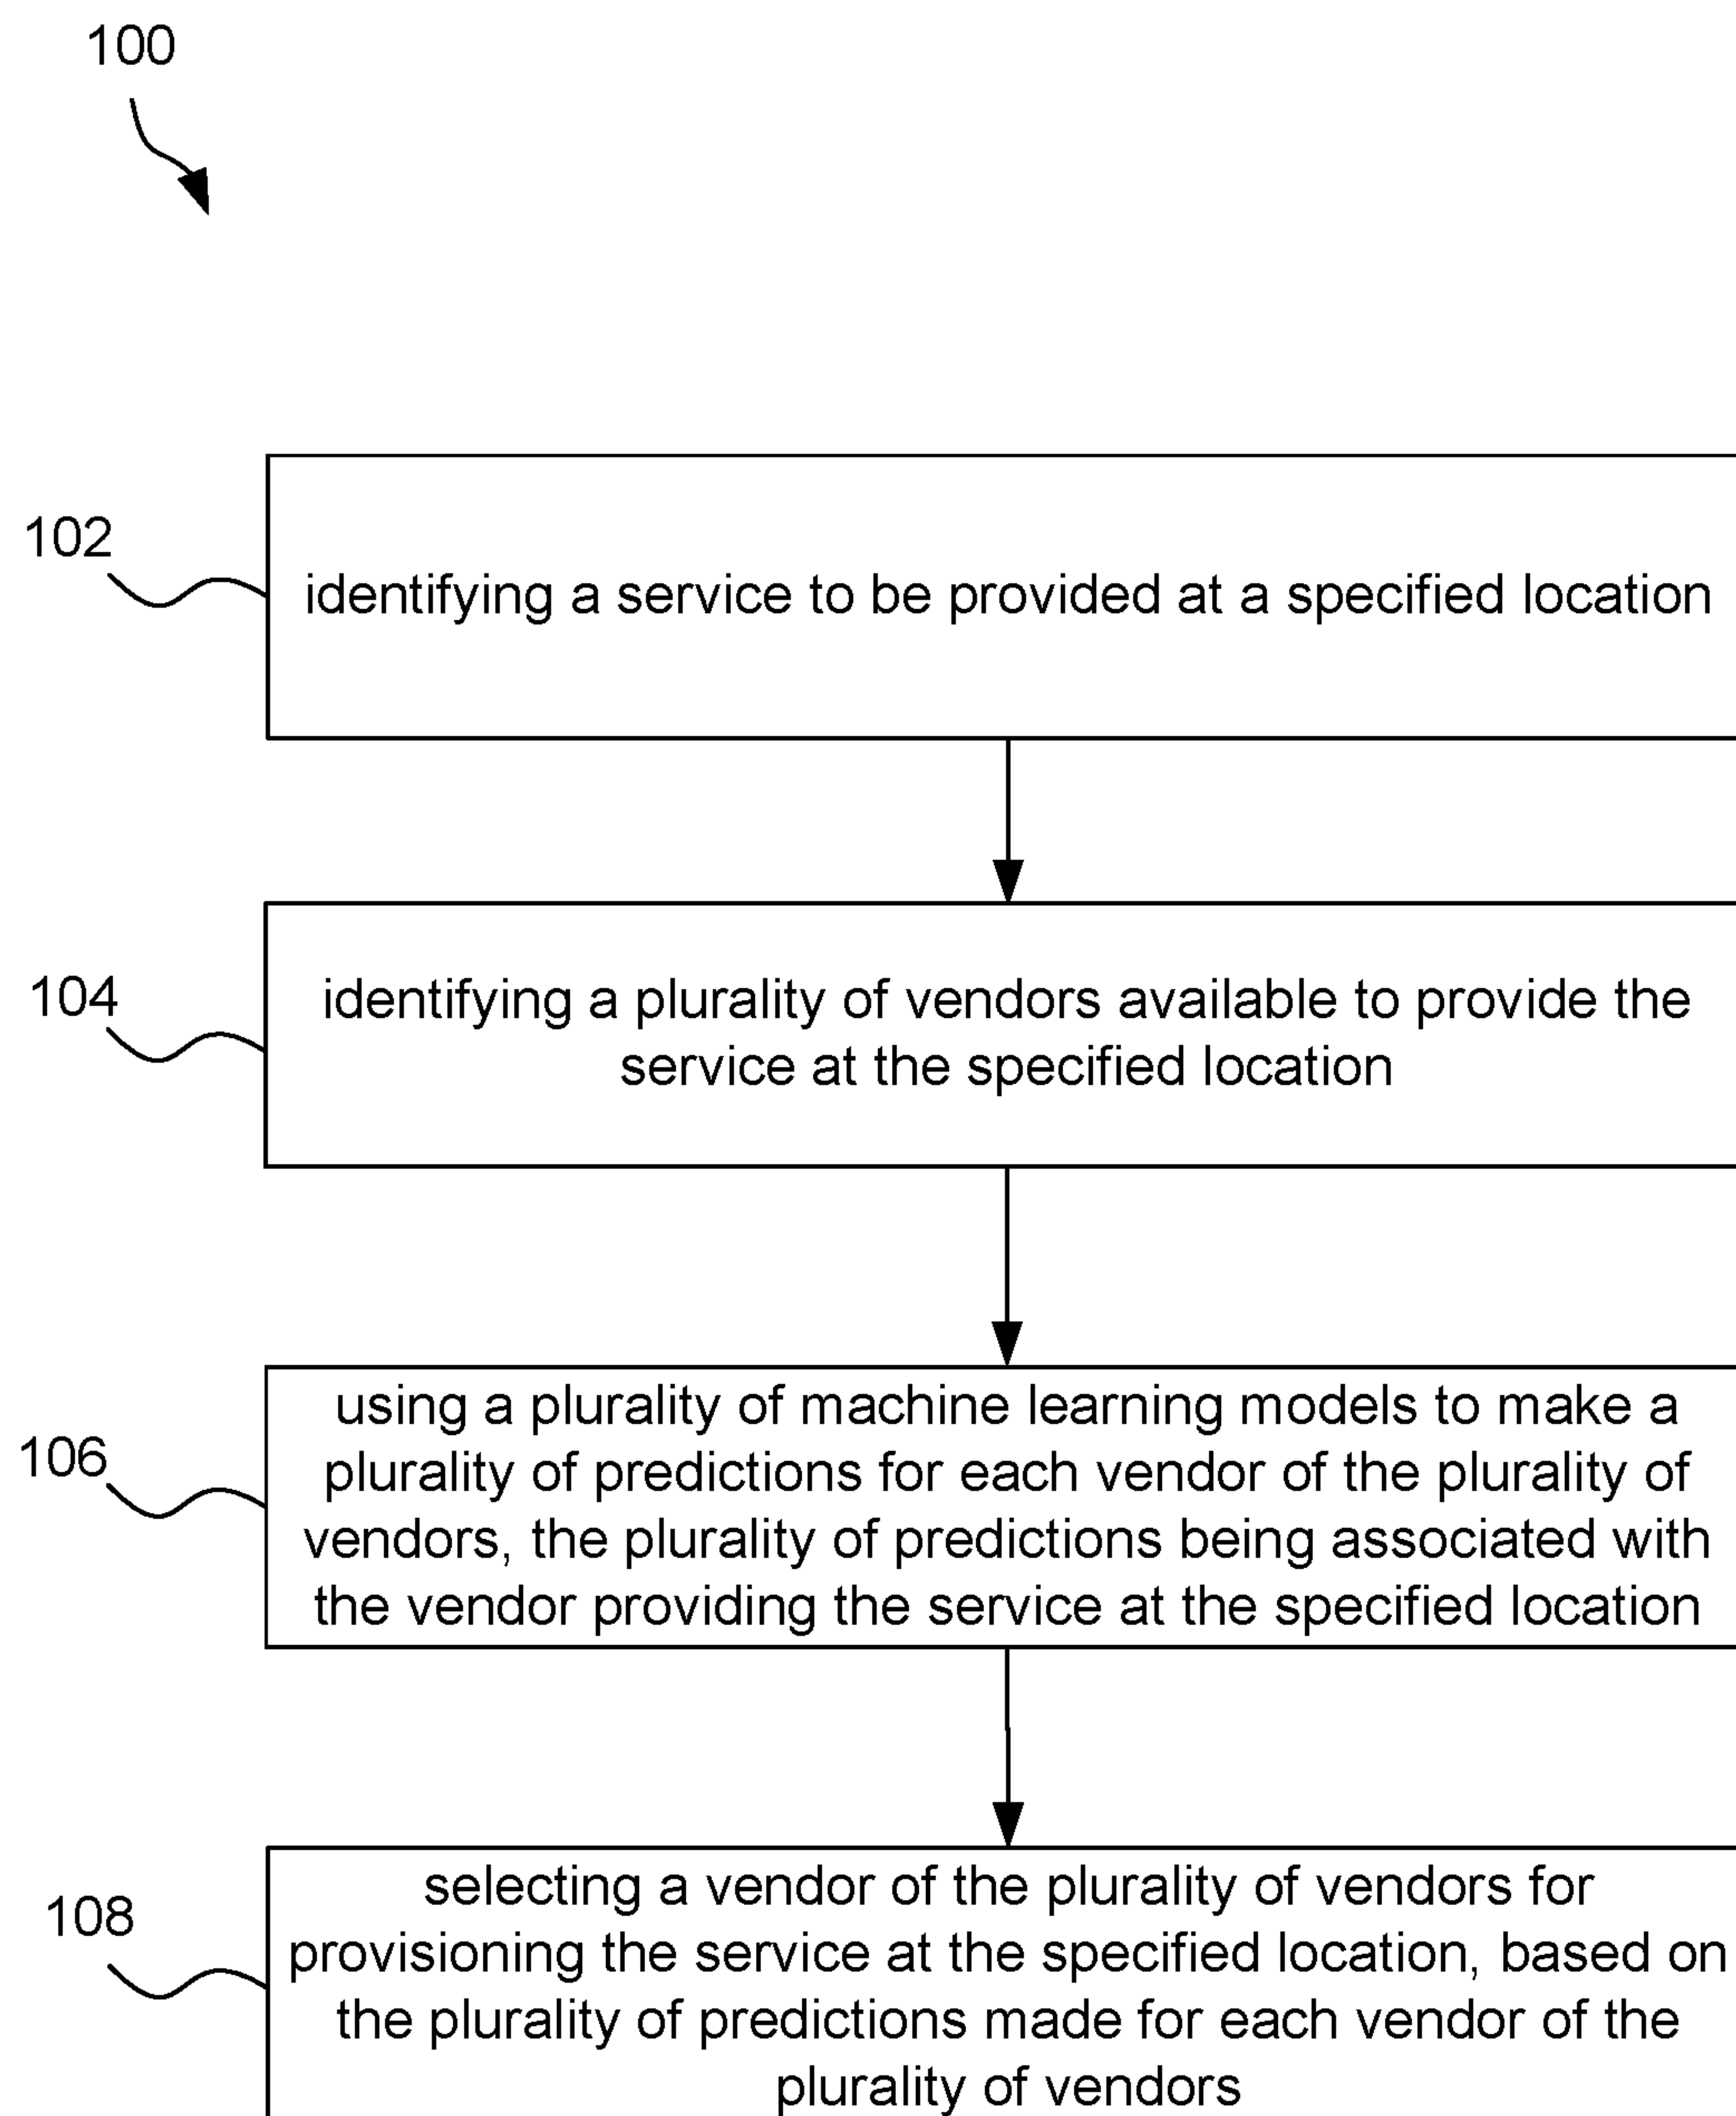 100
102
identifying a service to be provided at a specified location
104
identifying a plurality of vendors available to provide the
service at the specified location
106
using a plurality of machine learning models to make a
plurality of predictions for each vendor of the plurality of
vendors, the plurality of predictions being associated with
the vendor providing the service at the specified location
108
selecting a vendor of the plurality of vendors for
provisioning the service at the specified location, based on
the plurality of predictions made for each vendor of the
plurality of vendors